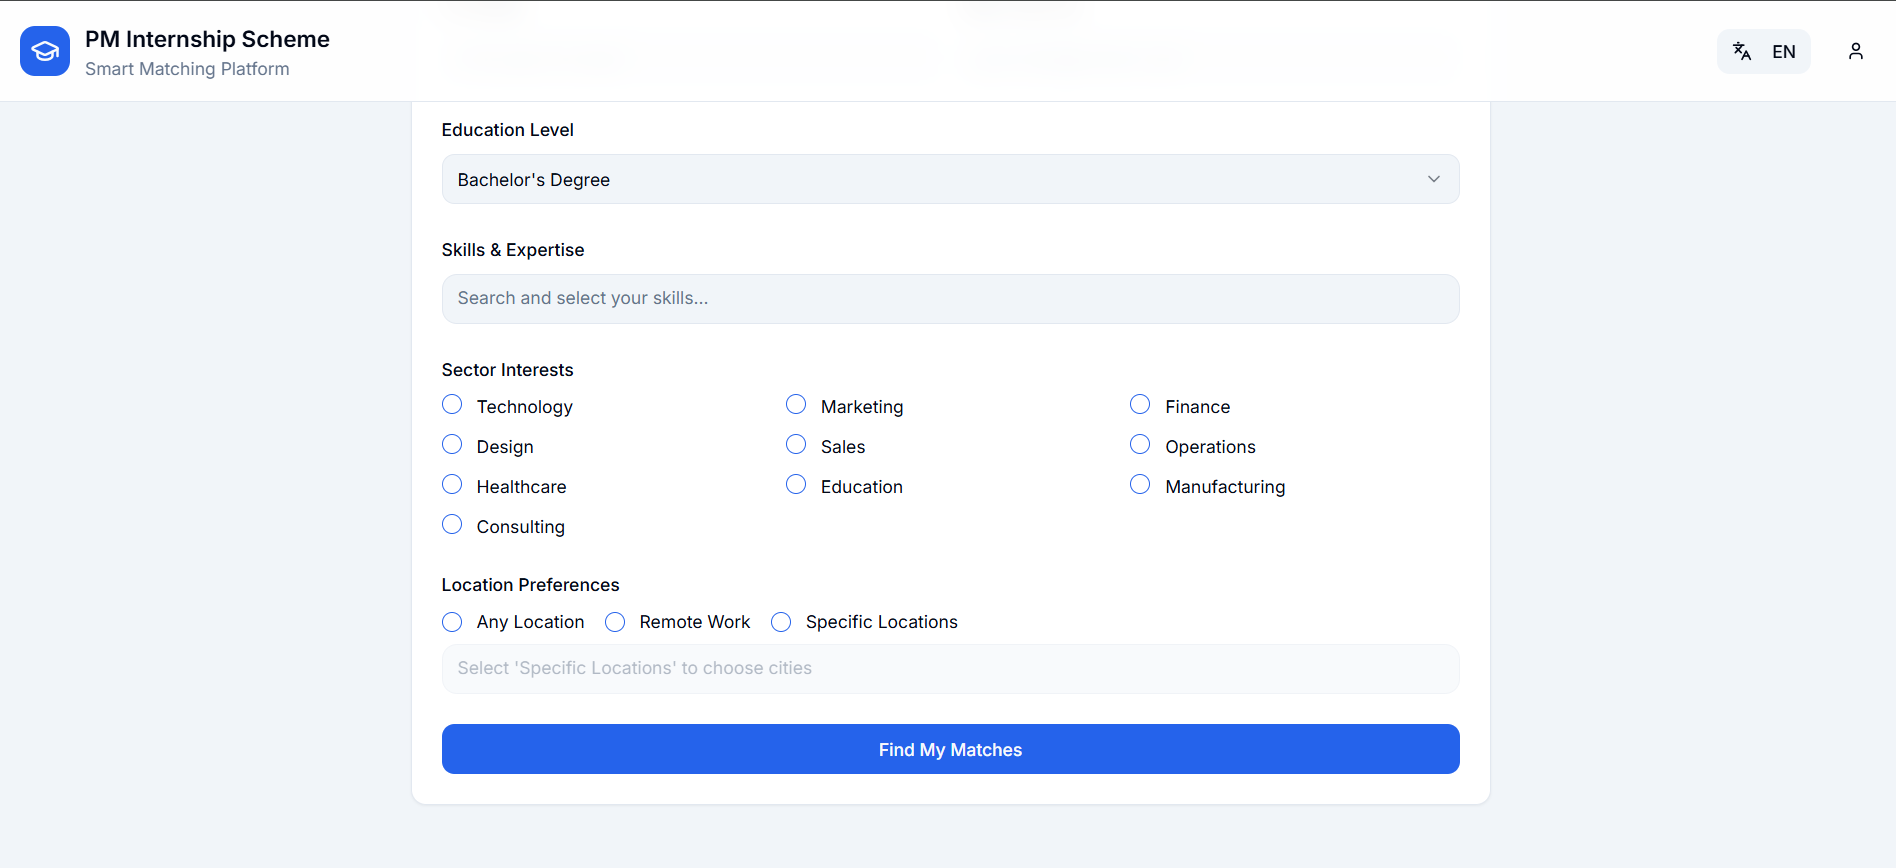 PM Internship Scheme
Smart Matching Platform
EN
Education Level
Bachelor's Degree
Skills & Expertise
Search and select your skills...
Sector Interests
Technology
Marketing
Finance
Design
Sales
Operations
Healthcare
Education
Manufacturing
Consulting
Location Preferences
Any Location
Remote Work
Specific Locations
Select 'Specific Locations' to choose cities
Find My Matches